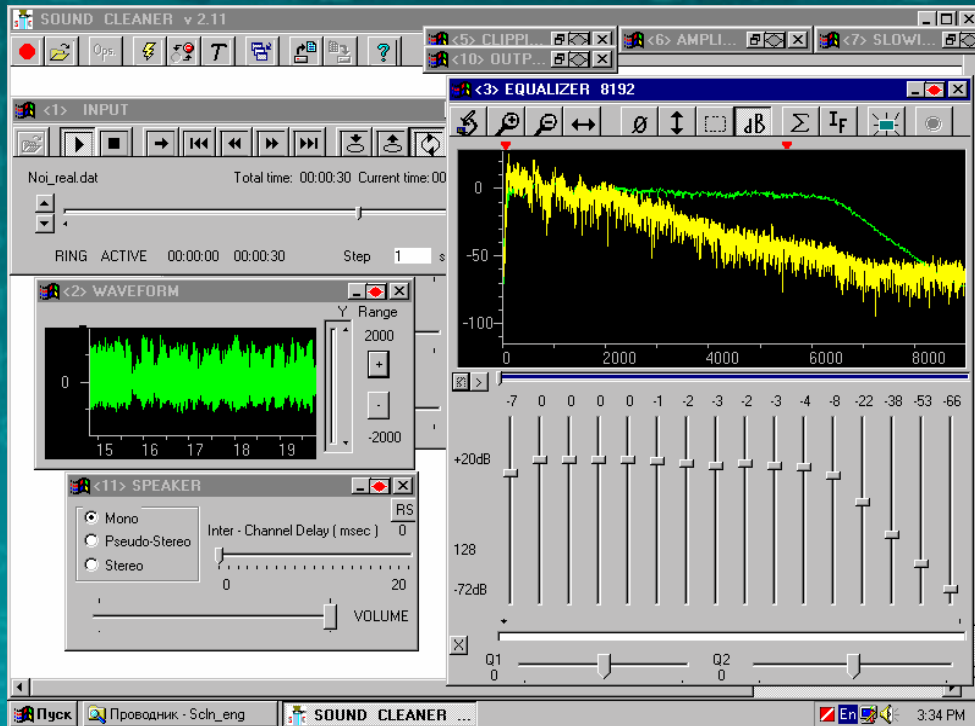 SOUND CLEANER v 2.11
Ops.
T
?
<5> CLIPPI...
<6> AMPLI...
<7> SLOWI...
<10> OUTP...
<1> INPUT
Noi_real.dat Total time: 00:00:30 Current time: 00
RING ACTIVE 00:00:00 00:00:30 Step 1 s
<2> WAVEFORM
Y Range
2000
+
0
-
-2000
15 16 17 18 19
<11> SPEAKER
RS
Mono
Pseudo-Stereo
Stereo
Inter - Channel Delay ( msec ) 0
0 20
VOLUME
<3> EQUALIZER 8192
Ø dB Σ IF
0
-50
-100
0 2000 4000 6000 8000
-7 0 0 0 0 -1 -2 -3 -2 -3 -4 -8 -22 -38 -53 -66
+20dB
128
-72dB
X
Q1 Q2
0 0
Пуск
Проводник - Scln_eng
SOUND CLEANER ...
En
3:34 PM